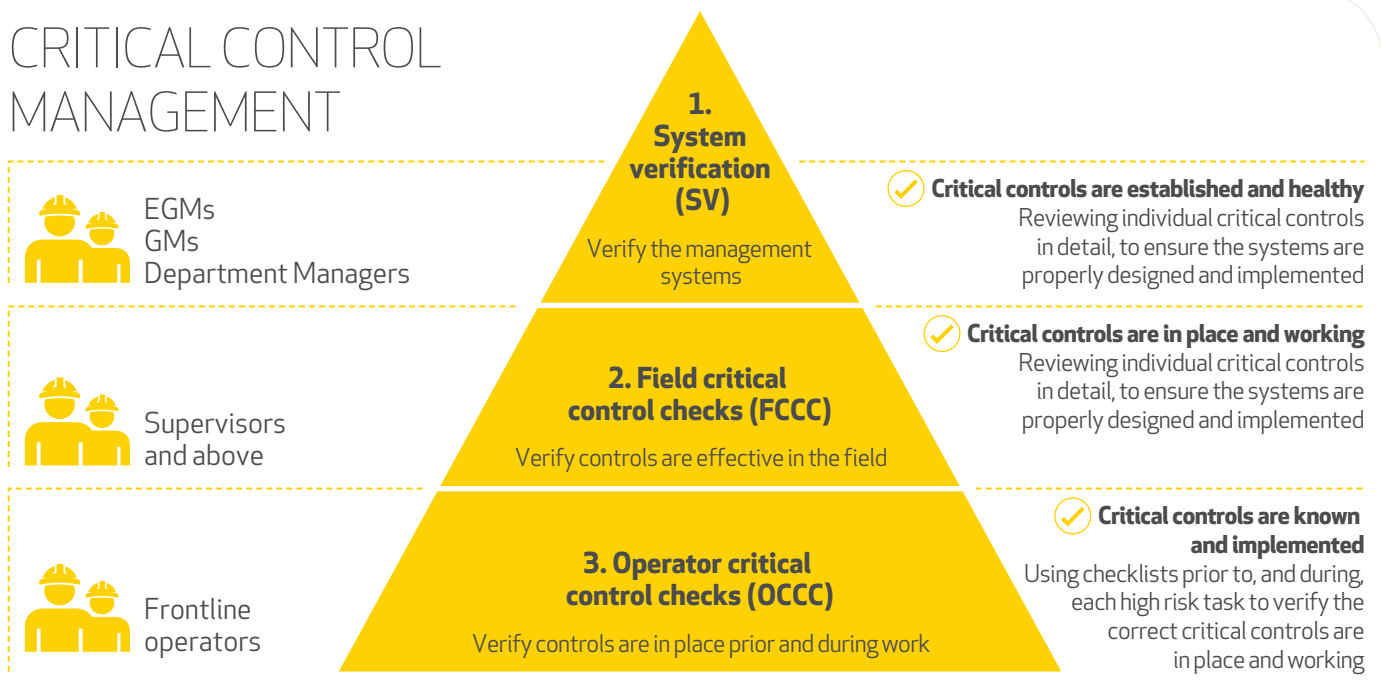 CRITICAL CONTROL
MANAGEMENT
EGMs
GMs
Department Managers
1.
System
verification
(SV)
Verify the management
systems
Critical controls are established and healthy
Reviewing individual critical controls
in detail, to ensure the systems are
properly designed and implemented
Supervisors
and above
2. Field critical
control checks (FCCC)
Verify controls are effective in the field
Critical controls are in place and working
Reviewing individual critical controls
in detail, to ensure the systems are
properly designed and implemented
Frontline
operators
3. Operator critical
control checks (OCCC)
Verify controls are in place prior and during work
Critical controls are known
and implemented
Using checklists prior to, and during,
each high risk task to verify the
correct critical controls are
in place and working